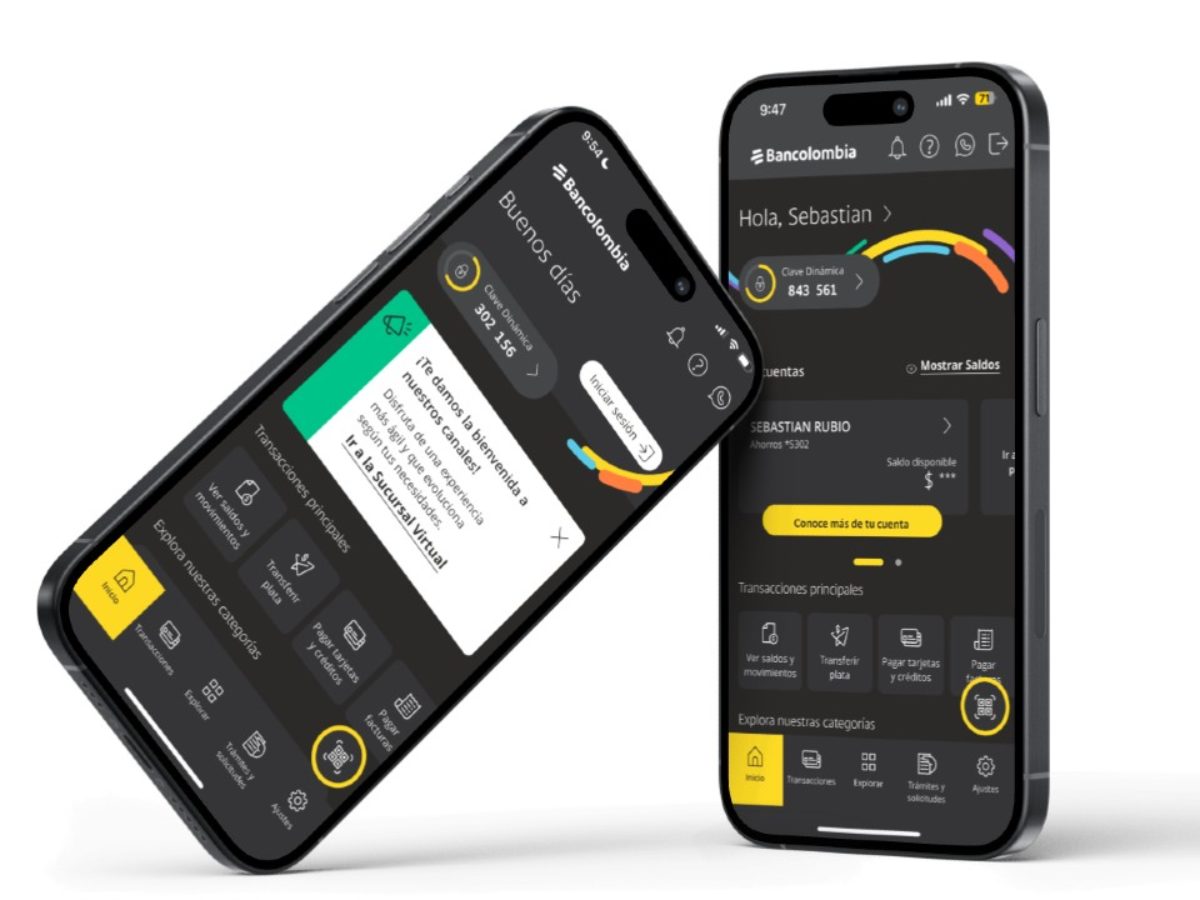 9:54
Bancolombia
Buenos días
Clave Dinámica
302 156
Iniciar sesión
¡Te damos la bienvenida a
nuestros canales!
Disfruta de una experiencia
más ágil y que evoluciona
según tus necesidades.
Ir a la Sucursal Virtual
Transacciones principales
Ver saldos y
movimientos
Transferir
plata
Pagar tarjetas
y créditos
Pagar
facturas
Explora nuestras categorías
Inicio
Transacciones
Explorar
Trámites y
solicitudes
Ajustes
9:47
71
Bancolombia
Hola, Sebastian
Clave Dinámica
843 561
cuentas
Mostrar Saldos
SEBASTIAN RUBIO
Ahorros *5302
Saldo disponible
$ ***
Conoce más de tu cuenta
Transacciones principales
Ver saldos y
movimientos
Transferir
plata
Pagar tarjetas
y créditos
Pagar
Explora nuestras categorías
Inicio
Transacciones
Explorar
Trámites y
solicitudes
Ajustes